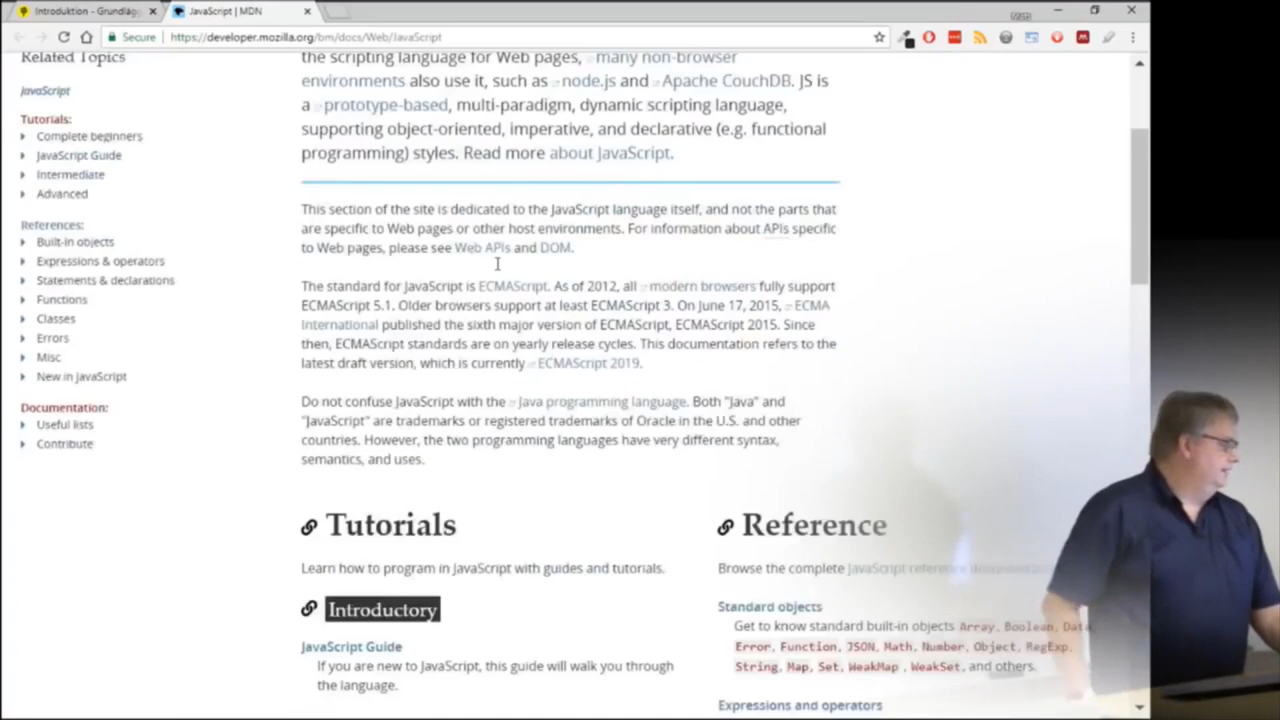 Introduktion - Grundläg
JavaScript | MDN
Secure
https://developer.mozilla.org/bm/docs/Web/JavaScript
Related Topics
JavaScript
Tutorials:
Complete beginners
JavaScript Guide
Intermediate
Advanced
References:
Built-in objects
Expressions & operators
Statements & declarations
Functions
Classes
Errors
Misc
New in JavaScript
Documentation:
Useful lists
Contribute
the scripting language for Web pages, many non-browser
environments also use it, such as node.js and Apache CouchDB. JS is
a prototype-based, multi-paradigm, dynamic scripting language,
supporting object-oriented, imperative, and declarative (e.g. functional
programming) styles. Read more about JavaScript.
This section of the site is dedicated to the JavaScript language itself, and not the parts that
are specific to Web pages or other host environments. For information about APIs specific
to Web pages, please see Web APIs and DOM.
The standard for JavaScript is ECMAScript. As of 2012, all modern browsers fully support
ECMAScript 5.1. Older browsers support at least ECMAScript 3. On June 17, 2015, ECMA
International published the sixth major version of ECMAScript, ECMAScript 2015. Since
then, ECMAScript standards are on yearly release cycles. This documentation refers to the
latest draft version, which is currently ECMAScript 2019.
Do not confuse JavaScript with the Java programming language. Both "Java" and
"JavaScript" are trademarks or registered trademarks of Oracle in the U.S. and other
countries. However, the two programming languages have very different syntax,
semantics, and uses.
Tutorials
Learn how to program in JavaScript with guides and tutorials.
Introductory
JavaScript Guide
If you are new to JavaScript, this guide will walk you through
the language.
Reference
Browse the complete JavaScript reference
Standard objects
Get to know standard built-in objects Array, Boolean, Date,
Error, Function, JSON, Math, Number, Object, RegExp,
String, Map, Set, WeakMap , WeakSet, and others.
Expressions and operators